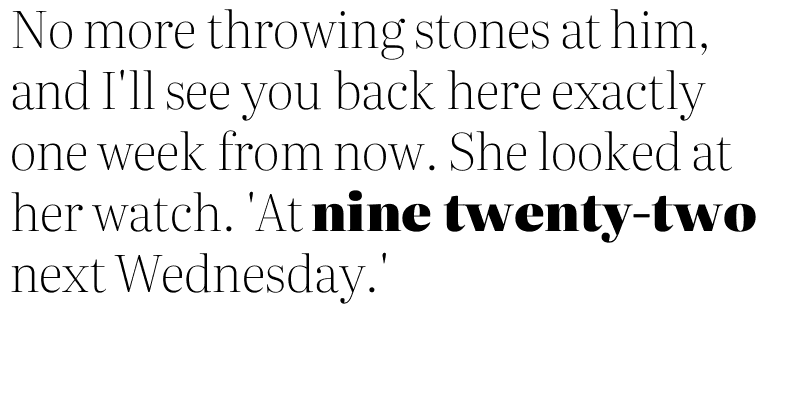 No more throwing stones at him,
and I'll see you back here exactly
one week from now. She looked at
her watch. 'At nine twenty-two
next Wednesday.'